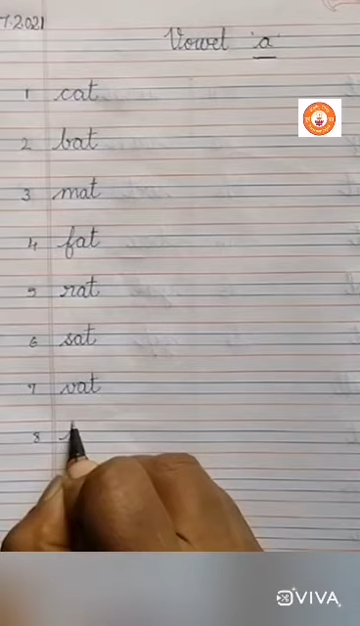 7.2021
Vowel 'a'
1 cat
2 bat
3 mat
4 fat
5 rat
6 sat
7 vat
8
VIVA